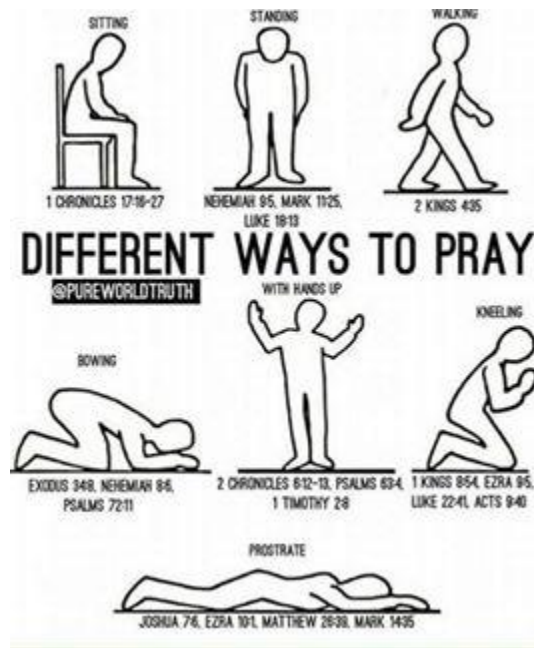 SITTING
STANDING
WALKING
1 CHRONICLES 17:16-27
NEHEMIAH 9:5, MARK 11:25,
LUKE 18:13
2 KINGS 4:35
DIFFERENT WAYS TO PRAY
@PUREWORLDTRUTH
WITH HANDS UP
KNEELING
BOWING
EXODUS 34:8, NEHEMIAH 8:6,
PSALMS 72:11
2 CHRONICLES 6:12-13, PSALMS 63:4,
1 TIMOTHY 2:8
1 KINGS 8:54, EZRA 9:5,
LUKE 22:41, ACTS 9:40
PROSTRATE
JOSHUA 7:6, EZRA 10:1, MATTHEW 26:39, MARK 14:35